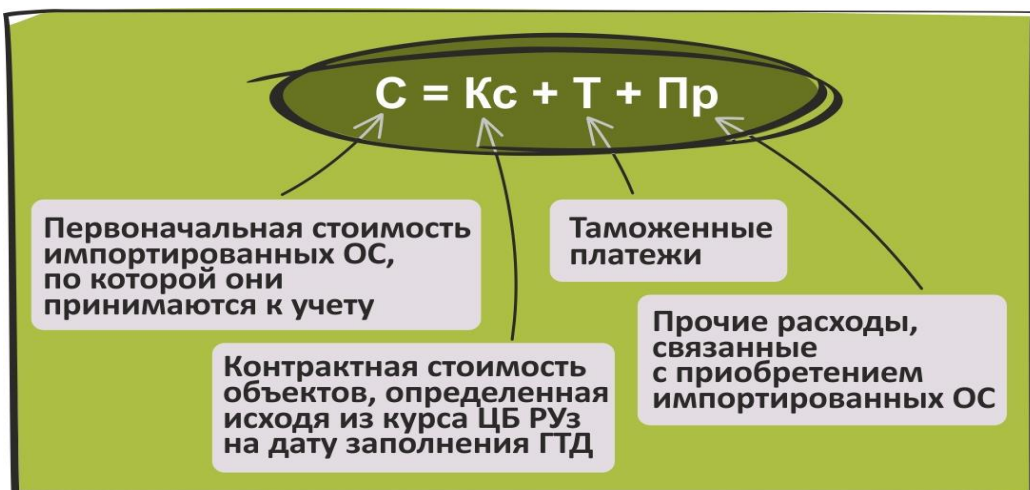 С = Кс + Т + Пр
Первоначальная стоимость
импортированных ОС,
по которой они
принимаются к учету
Контрактная стоимость
объектов, определенная
исходя из курса ЦБ РУз
на дату заполнения ГТД
Таможенные
платежи
Прочие расходы,
связанные
с приобретением
импортированных ОС